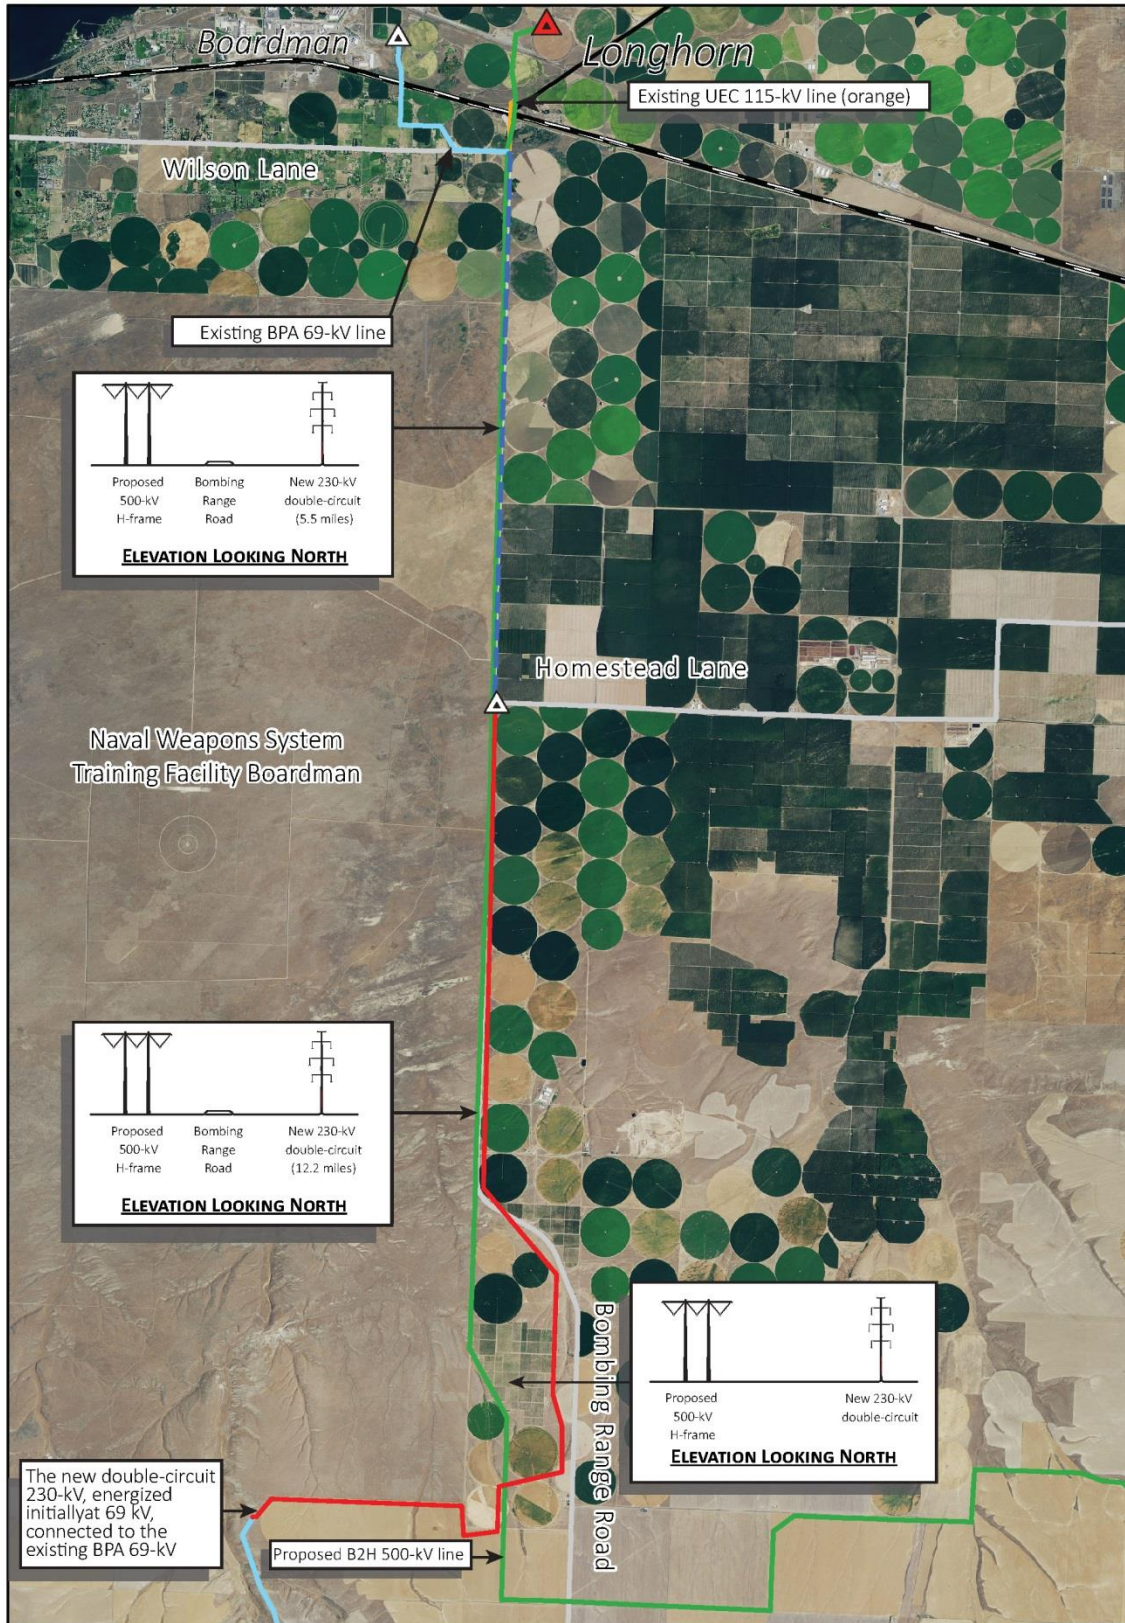 Boardman
Longhorn
Existing UEC 115-kV line (orange)
Wilson Lane
Existing BPA 69-kV line
Proposed
500-kV
H-frame
Bombing
Range
Road
New 230-kV
double-circuit
(5.5 miles)
ELEVATION LOOKING NORTH
Homestead Lane
Naval Weapons System
Training Facility Boardman
Proposed
500-kV
H-frame
Bombing
Range
Road
New 230-kV
double-circuit
(12.2 miles)
ELEVATION LOOKING NORTH
Bombing Range Road
Proposed
500-kV
H-frame
New 230-kV
double-circuit
ELEVATION LOOKING NORTH
The new double-circuit
230-kV, energized
initiallyat 69 kV,
connected to the
existing BPA 69-kV
Proposed B2H 500-kV line